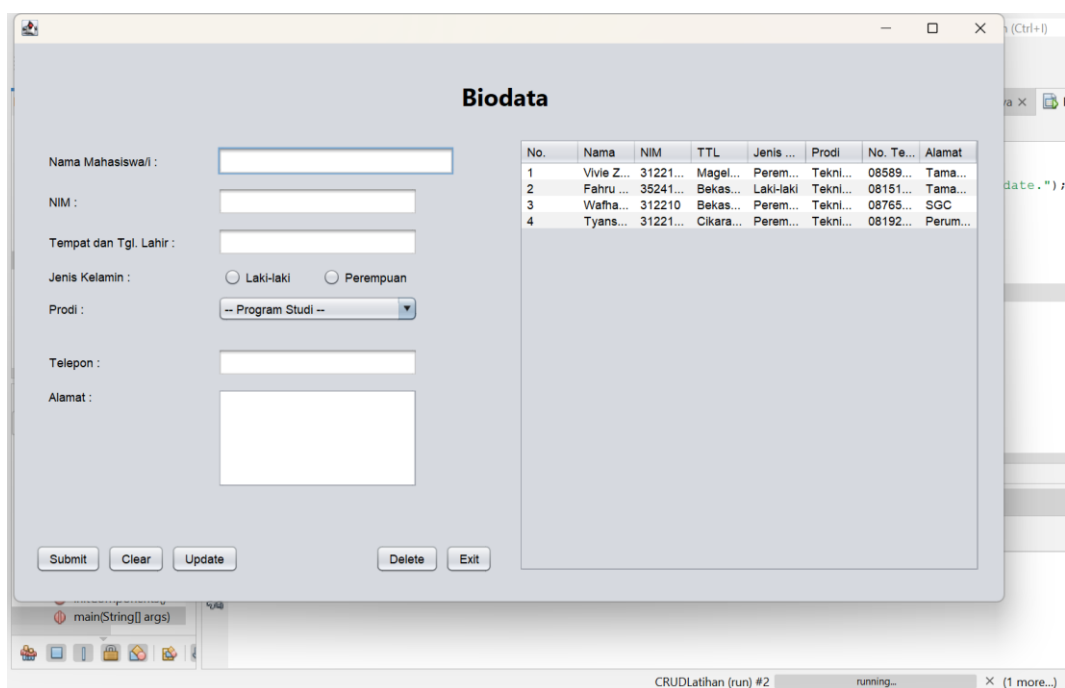 (Ctrl+I)
Biodata
Nama Mahasiswa/i :
NIM :
Tempat dan Tgl. Lahir :
Jenis Kelamin :
Laki-laki
Perempuan
Prodi :
-- Program Studi --
Telepon :
Alamat :
Submit
Clear
Update
Delete
Exit
No. Nama NIM TTL Jenis ... Prodi No. Te... Alamat
1 Vivie Z... 31221... Magel... Perem... Tekni... 08589... Tama...
2 Fahru ... 35241... Bekas... Laki-laki Tekni... 08151... Tama...
3 Wafha... 312210 Bekas... Perem... Tekni... 08765... SGC
4 Tyans... 31221... Cikara... Perem... Tekni... 08192... Perum...
date.");
main(String[] args)
CRUDLatihan (run) #2
running...
(1 more...)